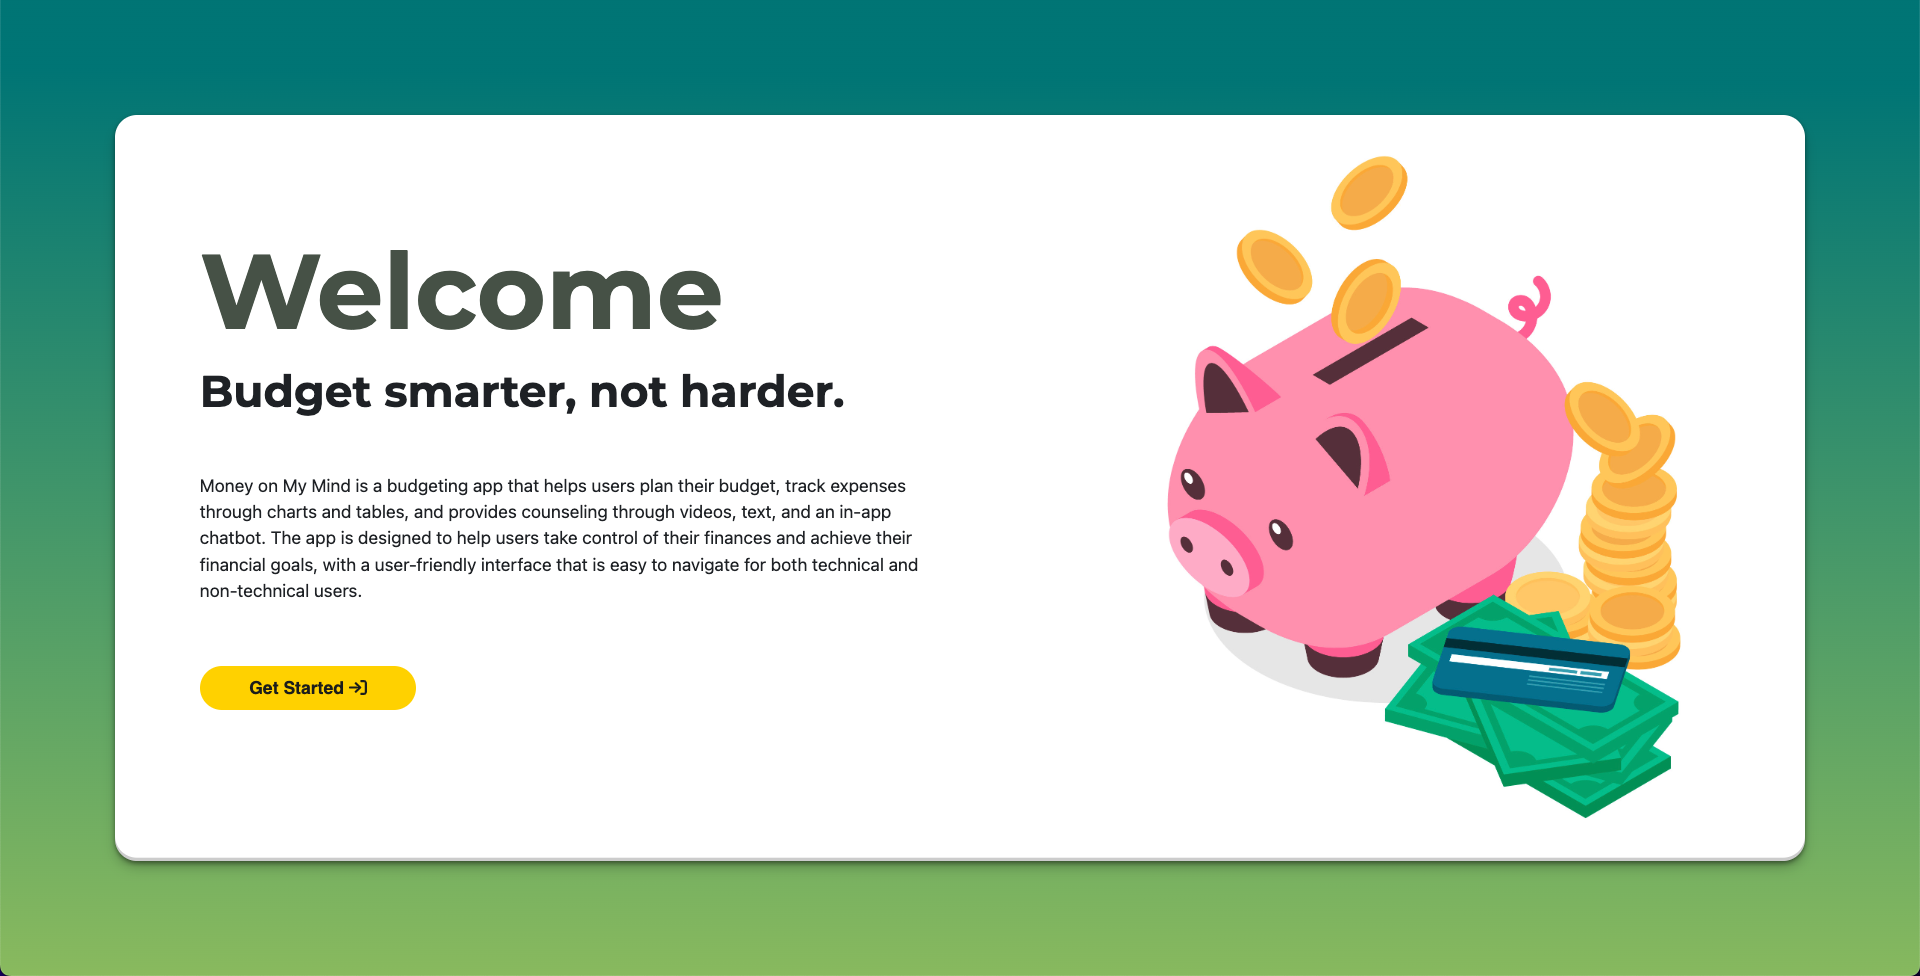 Welcome
Budget smarter, not harder.
Money on My Mind is a budgeting app that helps users plan their budget, track expenses
through charts and tables, and provides counseling through videos, text, and an in-app
chatbot. The app is designed to help users take control of their finances and achieve their
financial goals, with a user-friendly interface that is easy to navigate for both technical and
non-technical users.
Get Started